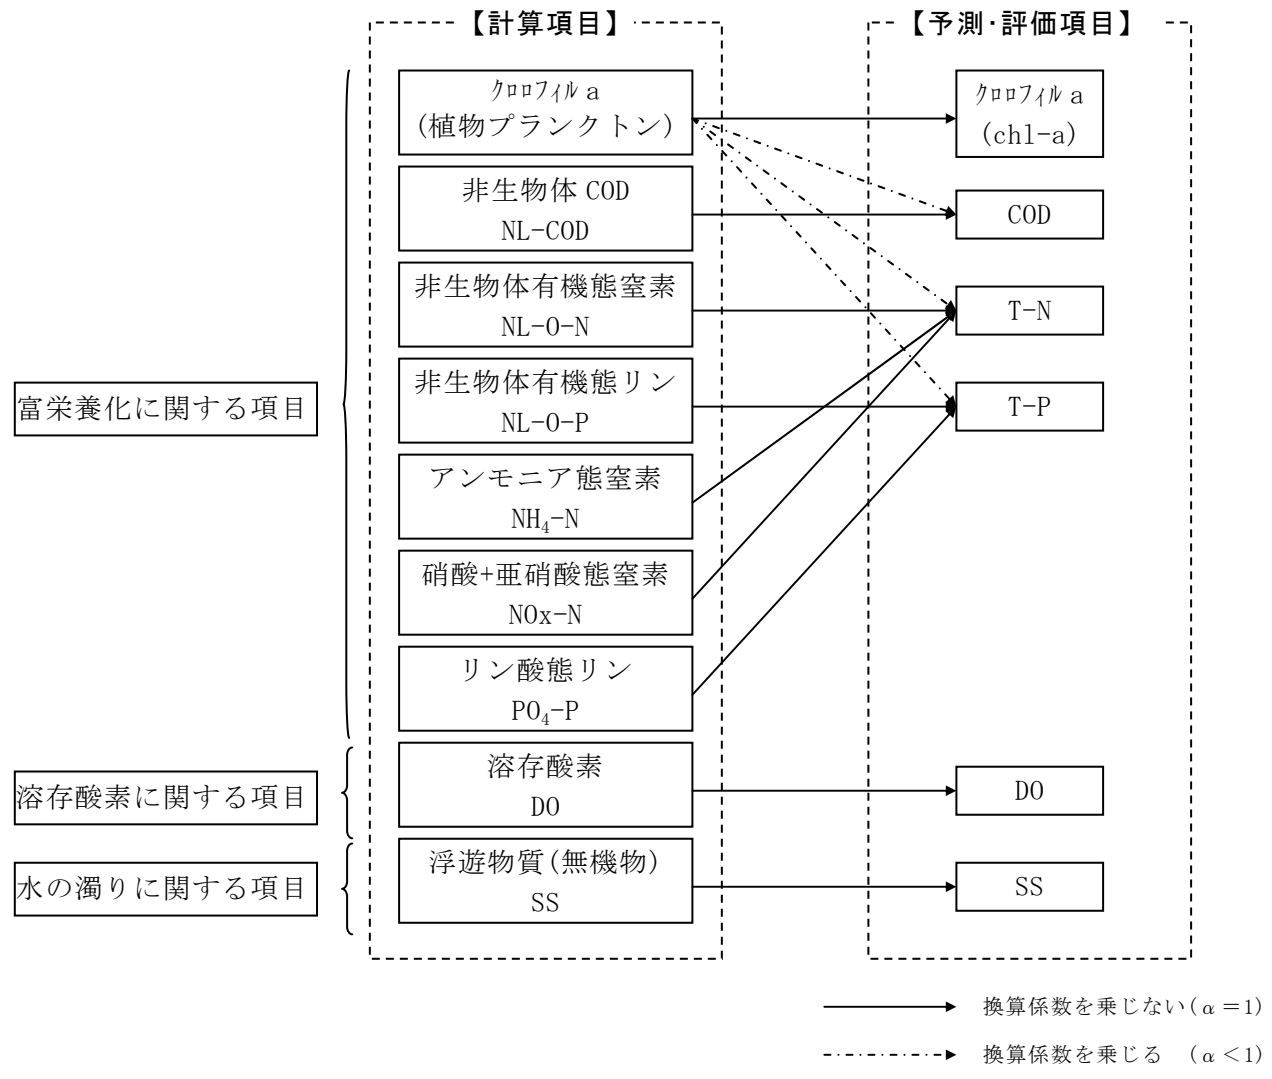 【計算項目】
【予測･評価項目】
ｸﾛﾛﾌｨﾙ a
(植物プランクトン)
非生物体 COD
NL-COD
非生物体有機態窒素
NL-O-N
非生物体有機態リン
NL-O-P
アンモニア態窒素
NH₄-N
硝酸+亜硝酸態窒素
NOx-N
リン酸態リン
PO₄-P
溶存酸素
DO
浮遊物質(無機物)
SS
ｸﾛﾛﾌｨﾙ a
(chl-a)
COD
T-N
T-P
DO
SS
富栄養化に関する項目
溶存酸素に関する項目
水の濁りに関する項目
換算係数を乗じない(α＝1)
換算係数を乗じる　(α＜1)